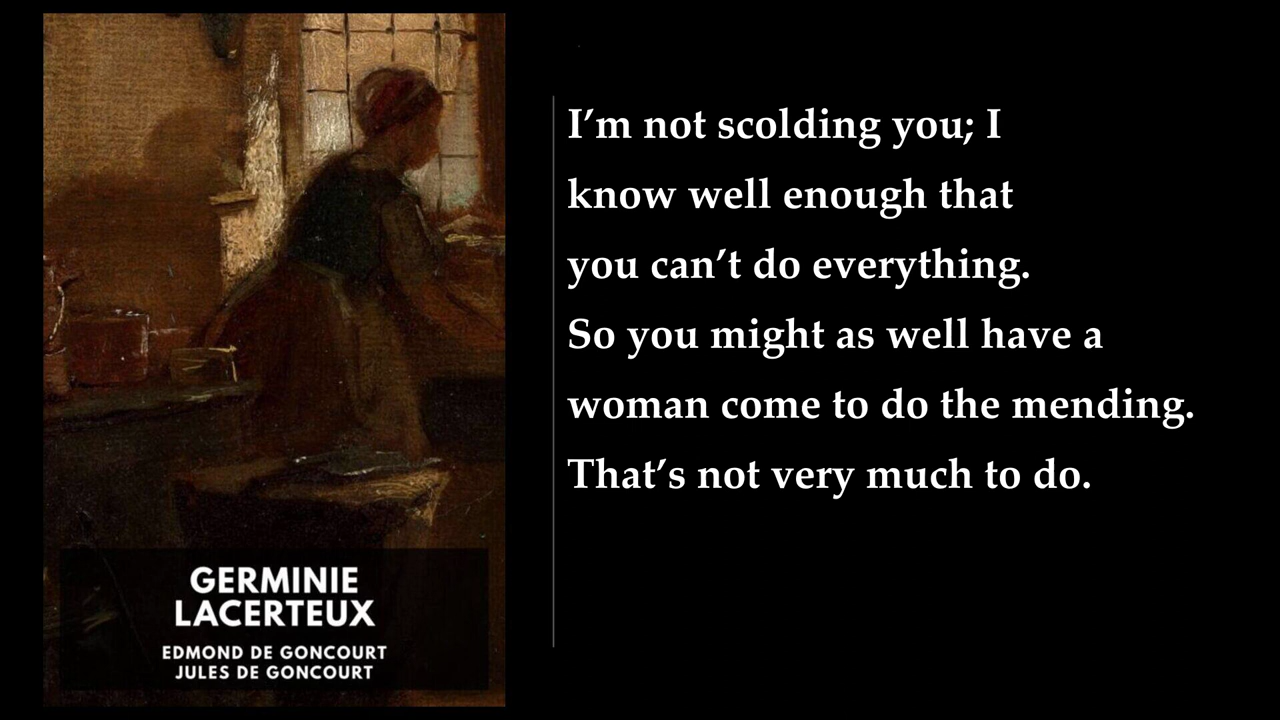 I’m not scolding you; I
know well enough that
you can’t do everything.
So you might as well have a
woman come to do the mending.
That’s not very much to do.
GERMINIE
LACERTEUX
EDMOND DE GONCOURT
JULES DE GONCOURT